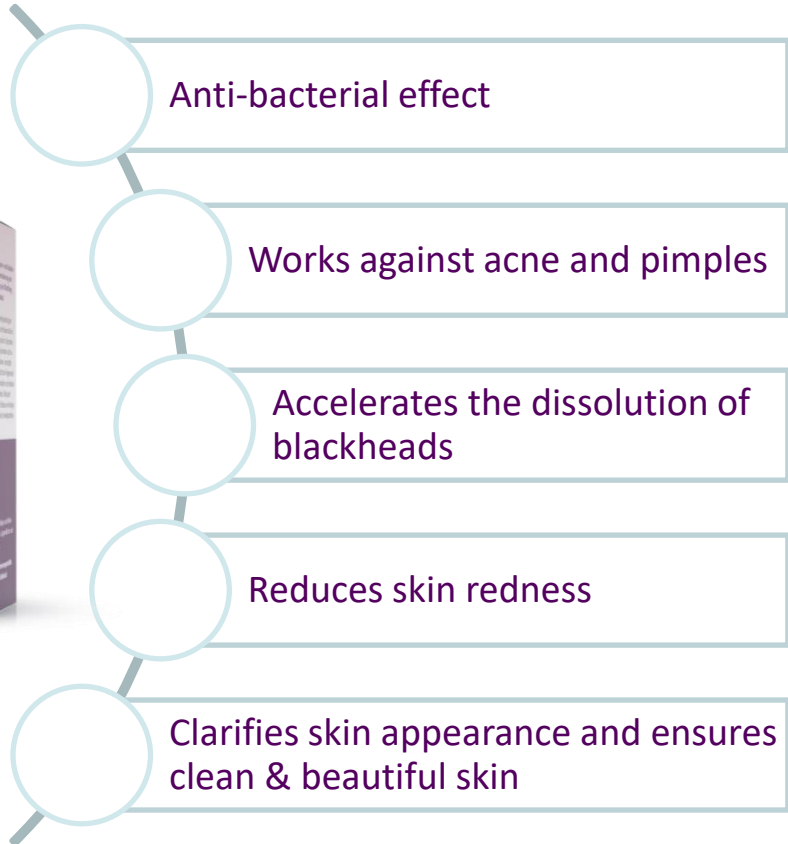 Anti-bacterial effect
Works against acne and pimples
Accelerates the dissolution of
blackheads
Reduces skin redness
Clarifies skin appearance and ensures
clean & beautiful skin